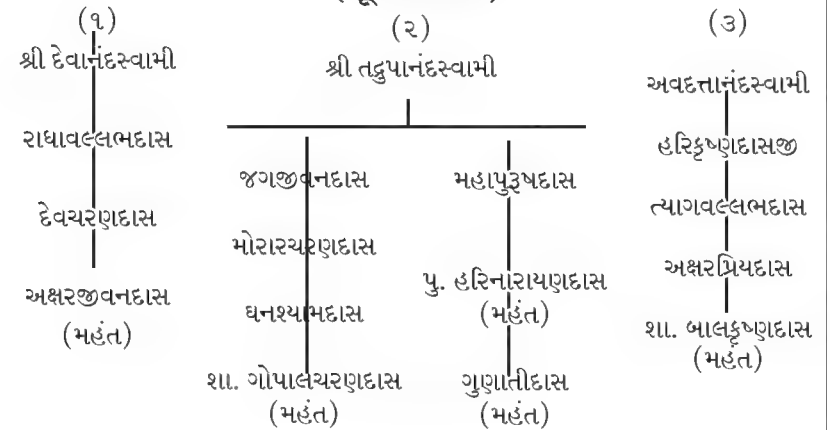 (૧)
શ્રી દેવાનંદસ્વામી
રાધાવલ્લભદાસ
દેવચરણદાસ
અક્ષરજીવનદાસ
(મહંત)
(૨)
શ્રી તદ્રુપાનંદસ્વામી
જગજીવનદાસ
મોરારચરણદાસ
ઘનશ્યામદાસ
શા. ગોપાલચરણદાસ
(મહંત)
મહાપુરૂષદાસ
પુ. હરિનારાયણદાસ
(મહંત)
ગુણાતીદાસ
(મહંત)
(૩)
અવદત્તાનંદસ્વામી
હરિકૃષ્ણદાસજી
ત્યાગવલ્લભદાસ
અક્ષરપ્રિયદાસ
શા. બાલકૃષ્ણદાસ
(મહંત)